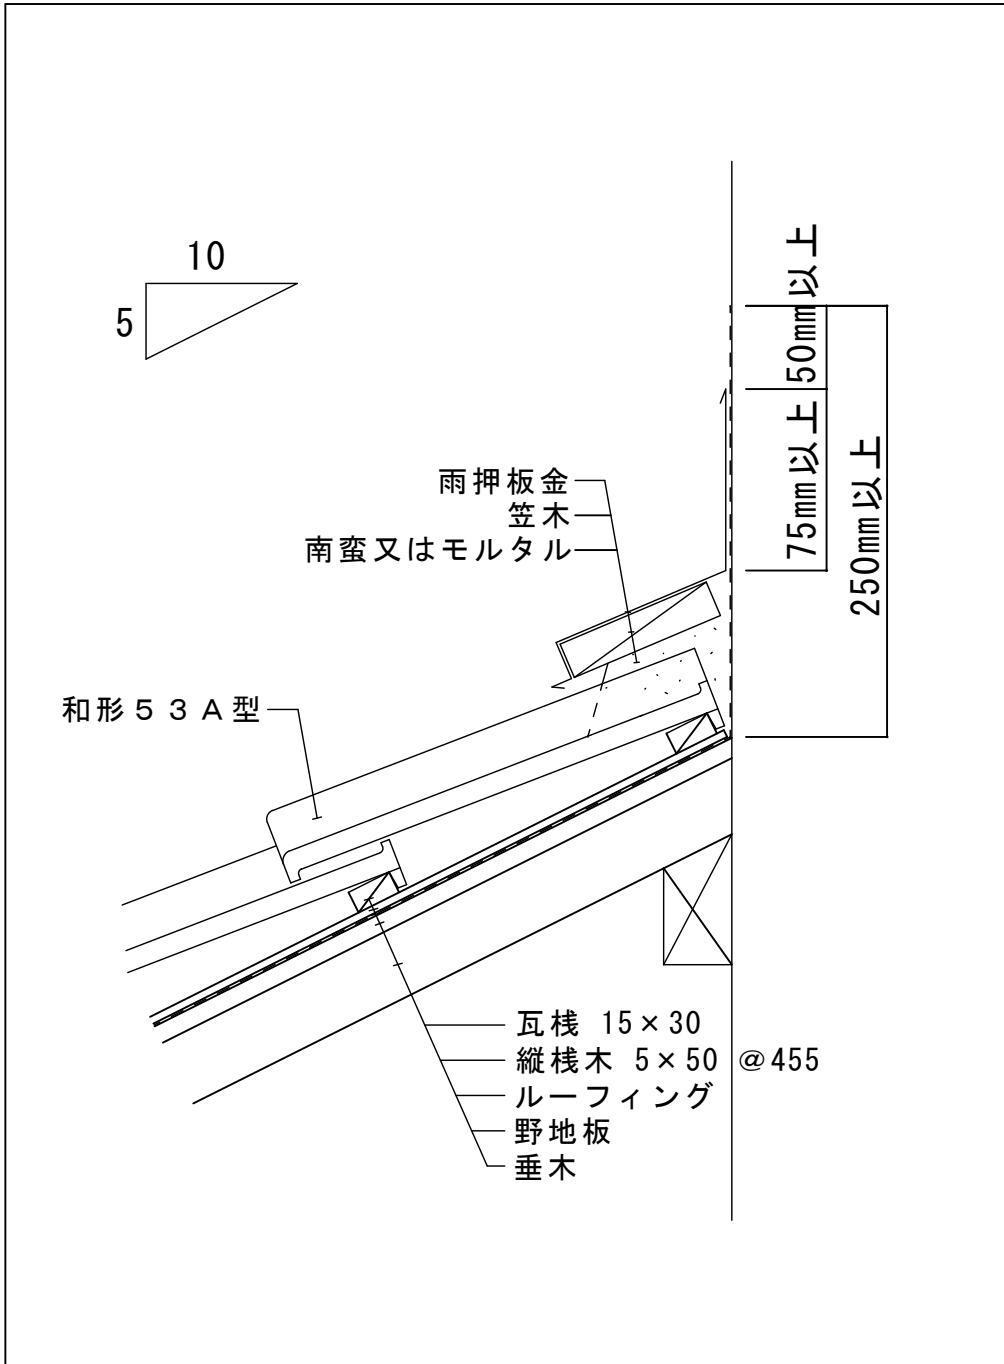 10
5
50mm以上
75mm以上
250mm以上
雨押板金
笠木
南蛮又はモルタル
和形５３Ａ型
瓦桟 15×30
縦桟木 5×50 @455
ルーフィング
野地板
垂木